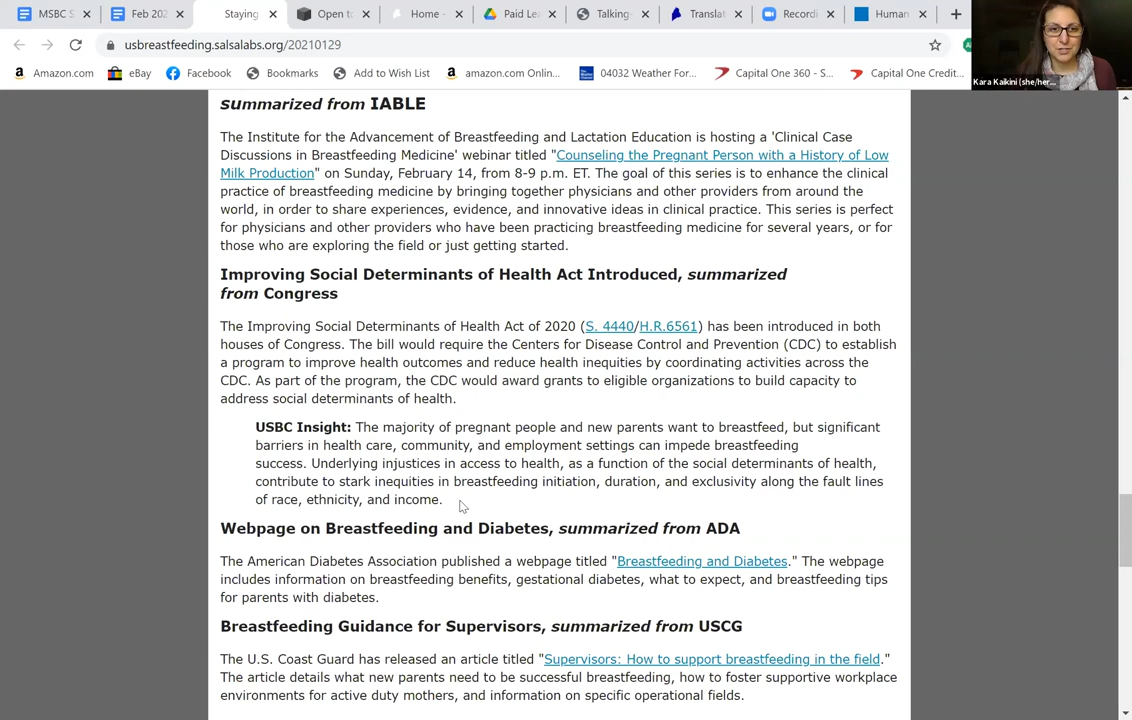 MSBC S
Feb 202
Staying
Open to
Home -
Paid Lea
Talking-
Translat
Recordi
Human
usbreastfeeding.salsalabs.org/20210129
Amazon.com
eBay
Facebook
Bookmarks
Add to Wish List
amazon.com Onlin...
04032 Weather For...
Capital One 360 - S...
Capital One Credit...
Kara Kaikini (she/her...
summarized from IABLE
The Institute for the Advancement of Breastfeeding and Lactation Education is hosting a 'Clinical Case
Discussions in Breastfeeding Medicine' webinar titled "Counseling the Pregnant Person with a History of Low
Milk Production" on Sunday, February 14, from 8-9 p.m. ET. The goal of this series is to enhance the clinical
practice of breastfeeding medicine by bringing together physicians and other providers from around the
world, in order to share experiences, evidence, and innovative ideas in clinical practice. This series is perfect
for physicians and other providers who have been practicing breastfeeding medicine for several years, or for
those who are exploring the field or just getting started.
Improving Social Determinants of Health Act Introduced, summarized
from Congress
The Improving Social Determinants of Health Act of 2020 (S. 4440/H.R.6561) has been introduced in both
houses of Congress. The bill would require the Centers for Disease Control and Prevention (CDC) to establish
a program to improve health outcomes and reduce health inequities by coordinating activities across the
CDC. As part of the program, the CDC would award grants to eligible organizations to build capacity to
address social determinants of health.
USBC Insight: The majority of pregnant people and new parents want to breastfeed, but significant
barriers in health care, community, and employment settings can impede breastfeeding
success. Underlying injustices in access to health, as a function of the social determinants of health,
contribute to stark inequities in breastfeeding initiation, duration, and exclusivity along the fault lines
of race, ethnicity, and income.
Webpage on Breastfeeding and Diabetes, summarized from ADA
The American Diabetes Association published a webpage titled "Breastfeeding and Diabetes." The webpage
includes information on breastfeeding benefits, gestational diabetes, what to expect, and breastfeeding tips
for parents with diabetes.
Breastfeeding Guidance for Supervisors, summarized from USCG
The U.S. Coast Guard has released an article titled "Supervisors: How to support breastfeeding in the field."
The article details what new parents need to be successful breastfeeding, how to foster supportive workplace
environments for active duty mothers, and information on specific operational fields.